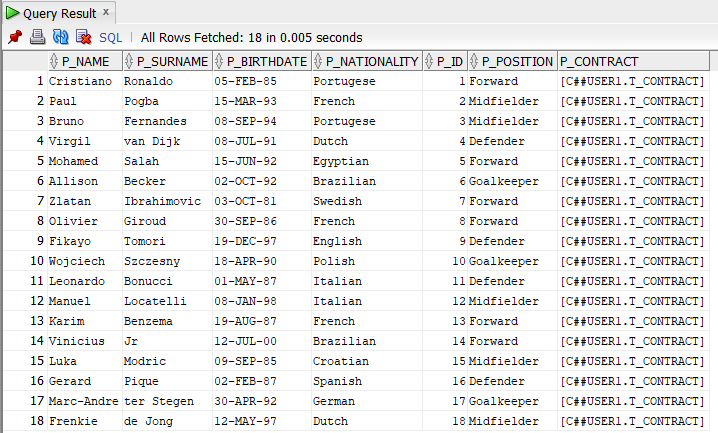 Query Result x
SQL | All Rows Fetched: 18 in 0.005 seconds
P_NAME P_SURNAME P_BIRTHDATE P_NATIONALITY P_ID P_POSITION P_CONTRACT
1 Cristiano Ronaldo 05-FEB-85 Portugese 1 Forward [C##USER1.T_CONTRACT]
2 Paul Pogba 15-MAR-93 French 2 Midfielder [C##USER1.T_CONTRACT]
3 Bruno Fernandes 08-SEP-94 Portugese 3 Midfielder [C##USER1.T_CONTRACT]
4 Virgil van Dijk 08-JUL-91 Dutch 4 Defender [C##USER1.T_CONTRACT]
5 Mohamed Salah 15-JUN-92 Egyptian 5 Forward [C##USER1.T_CONTRACT]
6 Allison Becker 02-OCT-92 Brazilian 6 Goalkeeper [C##USER1.T_CONTRACT]
7 Zlatan Ibrahimovic 03-OCT-81 Swedish 7 Forward [C##USER1.T_CONTRACT]
8 Olivier Giroud 30-SEP-86 French 8 Forward [C##USER1.T_CONTRACT]
9 Fikayo Tomori 19-DEC-97 English 9 Defender [C##USER1.T_CONTRACT]
10 Wojciech Szczesny 18-APR-90 Polish 10 Goalkeeper [C##USER1.T_CONTRACT]
11 Leonardo Bonucci 01-MAY-87 Italian 11 Defender [C##USER1.T_CONTRACT]
12 Manuel Locatelli 08-JAN-98 Italian 12 Midfielder [C##USER1.T_CONTRACT]
13 Karim Benzema 19-AUG-87 French 13 Forward [C##USER1.T_CONTRACT]
14 Vinicius Jr 12-JUL-00 Brazilian 14 Forward [C##USER1.T_CONTRACT]
15 Luka Modric 09-SEP-85 Croatian 15 Midfielder [C##USER1.T_CONTRACT]
16 Gerard Pique 02-FEB-87 Spanish 16 Defender [C##USER1.T_CONTRACT]
17 Marc-Andre ter Stegen 30-APR-92 German 17 Goalkeeper [C##USER1.T_CONTRACT]
18 Frenkie de Jong 12-MAY-97 Dutch 18 Midfielder [C##USER1.T_CONTRACT]